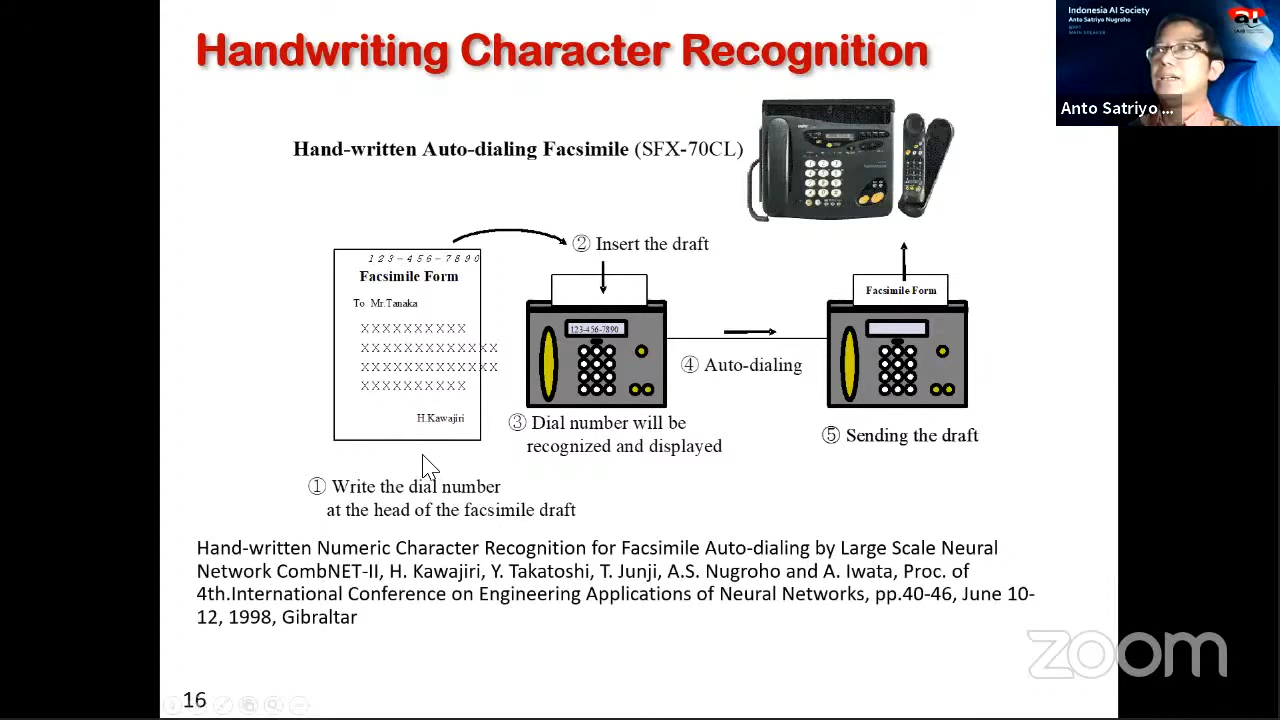 Handwriting Character Recognition
Indonesia AI Society
Anto Satriyo Nugroho
MAIN SPEAKER
Anto Satriyo ...
Hand-written Auto-dialing Facsimile (SFX-70CL)
② Insert the draft
1 2 3 - 4 5 6 - 7 8 9 0
Facsimile Form
To Mr.Tanaka
X X X X X X X X X X
X X X X X X X X X X X X X
X X X X X X X X X X X X X
X X X X X X X X X X
H.Kawajiri
123-456-7890
Facsimile Form
④ Auto-dialing
③ Dial number will be
recognized and displayed
⑤ Sending the draft
① Write the dial number
at the head of the facsimile draft
Hand-written Numeric Character Recognition for Facsimile Auto-dialing by Large Scale Neural
Network CombNET-II, H. Kawajiri, Y. Takatoshi, T. Junji, A.S. Nugroho and A. Iwata, Proc. of
4th.International Conference on Engineering Applications of Neural Networks, pp.40-46, June 10-
12, 1998, Gibraltar
zoom
16